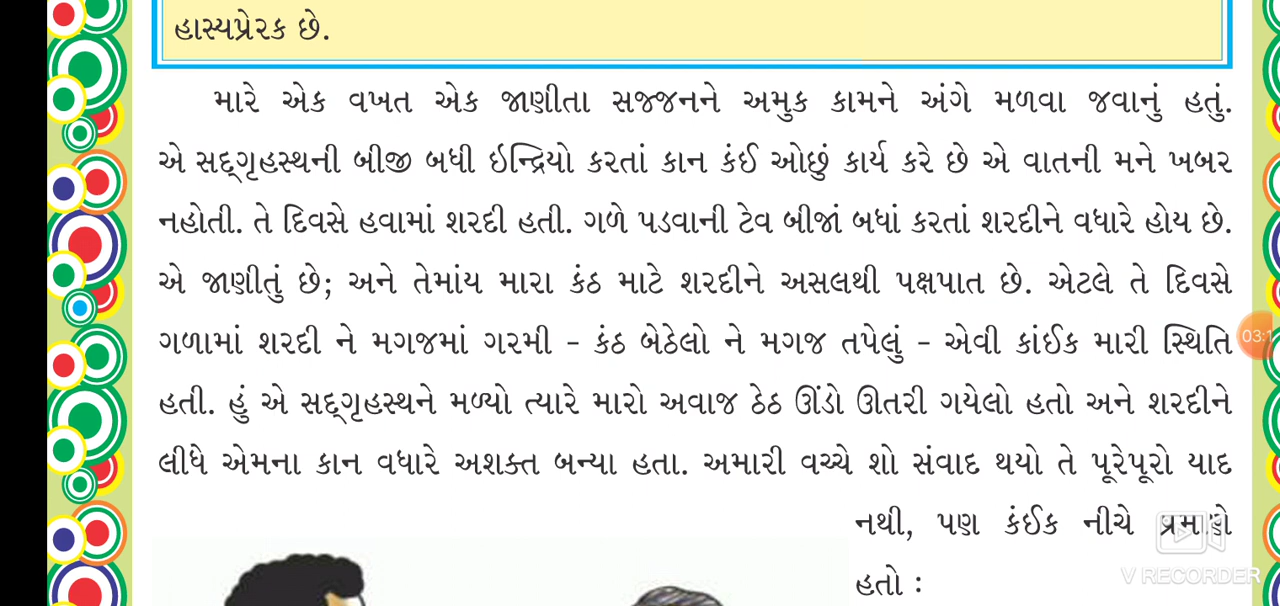 હાસ્યપ્રેરક છે.
મારે એક વખત એક જાણીતા સજ્જનને અમુક કામને અંગે મળવા જવાનું હતું.
એ સદ્‌ગૃહસ્થની બીજી બધી ઇન્દ્રિયો કરતાં કાન કંઈ ઓછું કાર્ય કરે છે એ વાતની મને ખબર
નહોતી. તે દિવસે હવામાં શરદી હતી. ગળે પડવાની ટેવ બીજાં બધાં કરતાં શરદીને વધારે હોય છે.
એ જાણીતું છે; અને તેમાંય મારા કંઠ માટે શરદીને અસલથી પક્ષપાત છે. એટલે તે દિવસે
ગળામાં શરદી ને મગજમાં ગરમી - કંઠ બેઠેલો ને મગજ તપેલું - એવી કાંઈક મારી સ્થિતિ
03:1
હતી. હું એ સદ્‌ગૃહસ્થને મળ્યો ત્યારે મારો અવાજ ઠેઠ ઊંડો ઊતરી ગયેલો હતો અને શરદીને
લીધે એમના કાન વધારે અશક્ત બન્યા હતા. અમારી વચ્ચે શો સંવાદ થયો તે પૂરેપૂરો યાદ
નથી, પણ કંઈક નીચે પ્રમાણે
હતો :
V RECORDER